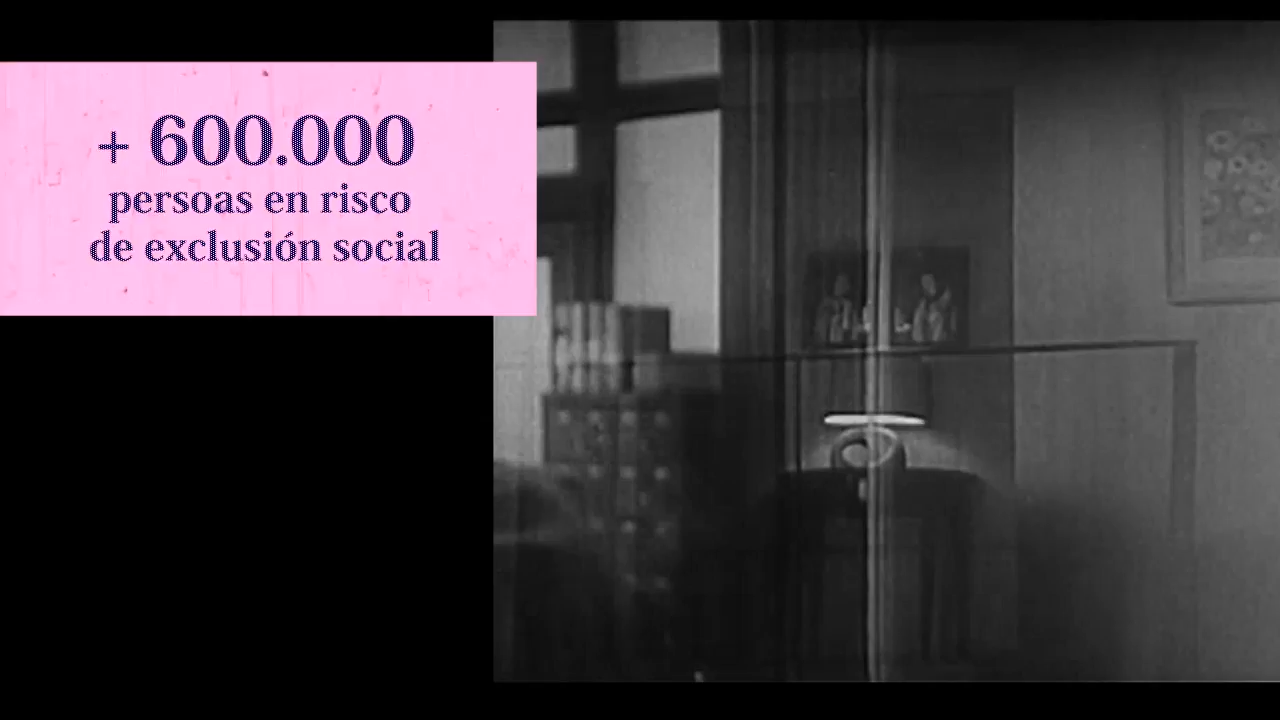 + 600.000
persoas en risco
de exclusión social